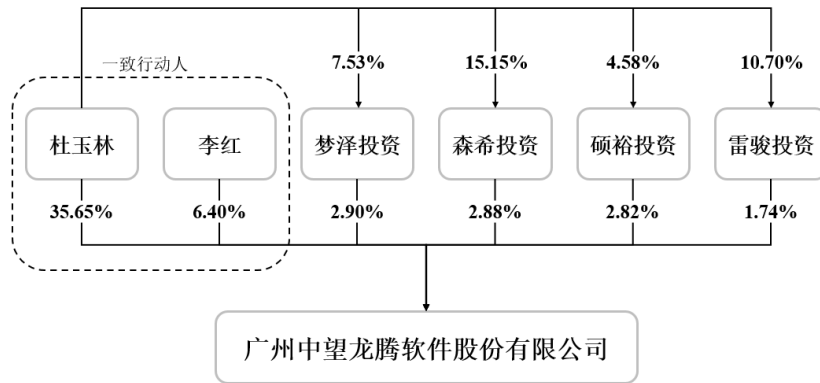 一致行动人
7.53%
15.15%
4.58%
10.70%
杜玉林
李红
梦泽投资
森希投资
硕裕投资
雷骏投资
35.65%
6.40%
2.90%
2.88%
2.82%
1.74%
广州中望龙腾软件股份有限公司